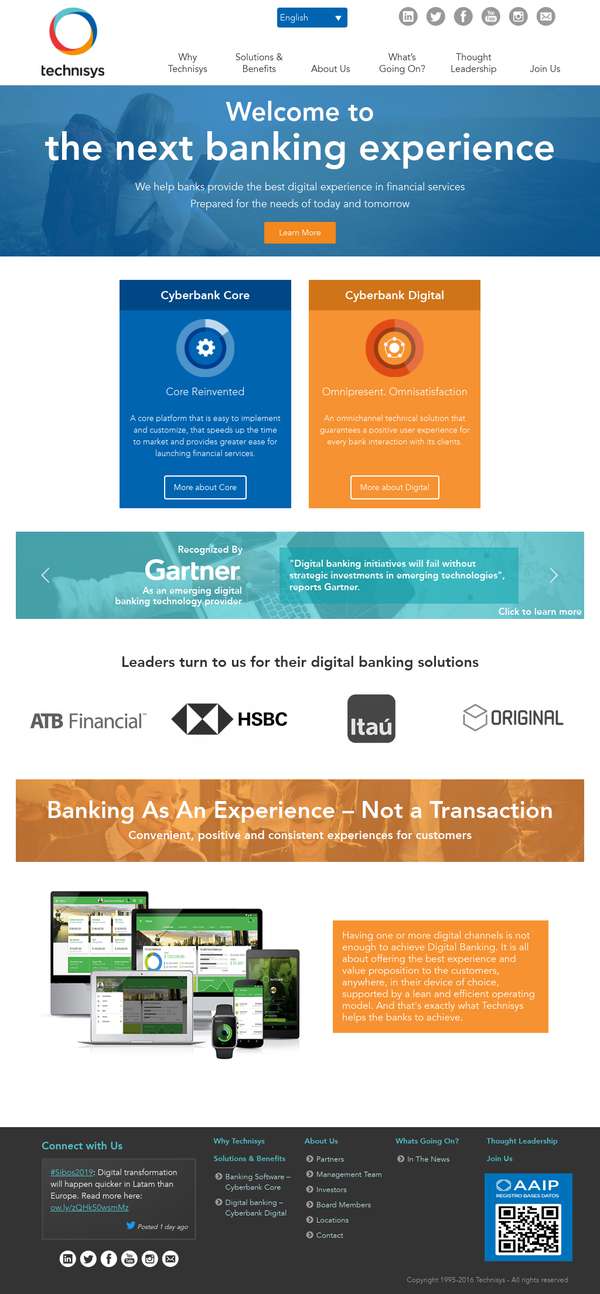 English
technisys
Why
Technisys
Solutions &
Benefits
About Us
What's
Going On?
Thought
Leadership
Join Us
Welcome to
the next banking experience
We help banks provide the best digital experience in financial services
Prepared for the needs of today and tomorrow
Learn More
Cyberbank Core
Core Reinvented
A core platform that is easy to implement
and customize, that speeds up the time
to market and provides greater ease for
launching financial services.
More about Core
Cyberbank Digital
Omnipresent. Omnisatisfaction
An omnichannel technical solution that
guarantees a positive user experience for
every bank interaction with its clients.
More about Digital
Recognized By
Gartner
As an emerging digital
banking technology provider
"Digital banking initiatives will fail without
strategic investments in emerging technologies",
reports Gartner.
Click to learn more
Leaders turn to us for their digital banking solutions
ATB Financial™
HSBC
Itaú
ORIGINAL
Banking As An Experience – Not a Transaction
Convenient, positive and consistent experiences for customers
Having one or more digital channels is not
enough to achieve Digital Banking. It is all
about offering the best experience and
value proposition to the customers,
anywhere, in their device of choice,
supported by a lean and efficient operating
model. And that's exactly what Technisys
helps the banks to achieve.
Connect with Us
#Sibos2019: Digital transformation
will happen quicker in Latam than
Europe. Read more here:
ow.ly/zQHk50wsmMz
Posted 1 day ago
Why Technisys
Solutions & Benefits
Banking Software –
Cyberbank Core
Digital banking –
Cyberbank Digital
About Us
Partners
Management Team
Investors
Board Members
Locations
Contact
Whats Going On?
In The News
Thought Leadership
Join Us
AAIP
REGISTRO BASES DATOS
Copyright 1995-2016 Technisys - All rights reserved